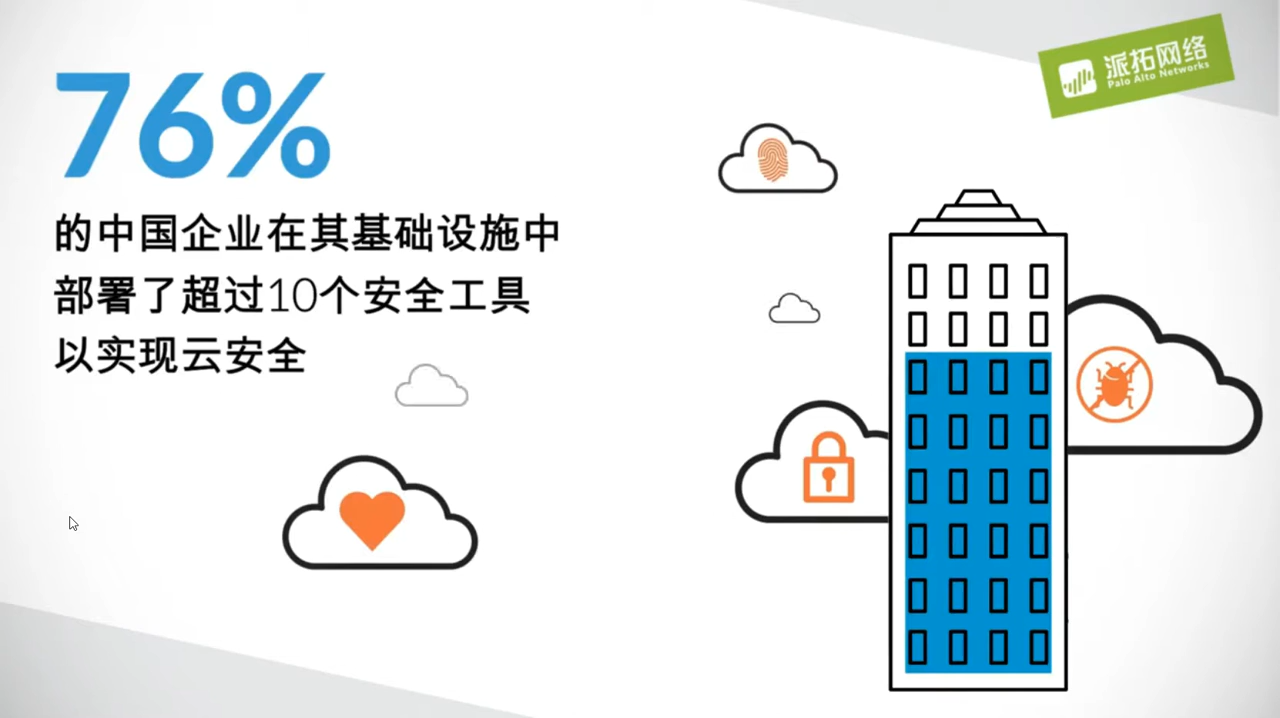 76%
的中国企业在其基础设施中
部署了超过10个安全工具
以实现云安全
派拓网络
Palo Alto Networks